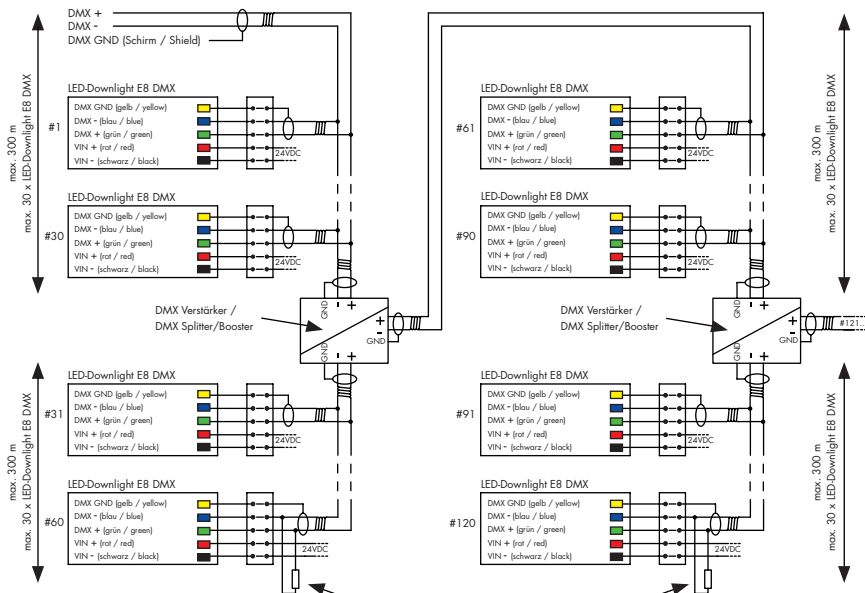 DMX +
DMX -
DMX GND (Schirm / Shield)
max. 300 m
max. 30 x LED-Downlight E8 DMX
LED-Downlight E8 DMX
#1
DMX GND (gelb / yellow)
DMX - (blau / blue)
DMX + (grün / green)
VIN + (rot / red)
VIN - (schwarz / black)
24VDC
LED-Downlight E8 DMX
#30
DMX GND (gelb / yellow)
DMX - (blau / blue)
DMX + (grün / green)
VIN + (rot / red)
VIN - (schwarz / black)
24VDC
DMX Verstärker /
DMX Splitter/Booster
GND
- +
+
-
GND
GND
- +
max. 300 m
max. 30 x LED-Downlight E8 DMX
LED-Downlight E8 DMX
#31
DMX GND (gelb / yellow)
DMX - (blau / blue)
DMX + (grün / green)
VIN + (rot / red)
VIN - (schwarz / black)
24VDC
LED-Downlight E8 DMX
#60
DMX GND (gelb / yellow)
DMX - (blau / blue)
DMX + (grün / green)
VIN + (rot / red)
VIN - (schwarz / black)
24VDC
LED-Downlight E8 DMX
#61
DMX GND (gelb / yellow)
DMX - (blau / blue)
DMX + (grün / green)
VIN + (rot / red)
VIN - (schwarz / black)
24VDC
max. 300 m
max. 30 x LED-Downlight E8 DMX
LED-Downlight E8 DMX
#90
DMX GND (gelb / yellow)
DMX - (blau / blue)
DMX + (grün / green)
VIN + (rot / red)
VIN - (schwarz / black)
24VDC
DMX Verstärker /
DMX Splitter/Booster
GND
- +
+
-
GND
#121...
GND
- +
LED-Downlight E8 DMX
#91
DMX GND (gelb / yellow)
DMX - (blau / blue)
DMX + (grün / green)
VIN + (rot / red)
VIN - (schwarz / black)
24VDC
max. 300 m
max. 30 x LED-Downlight E8 DMX
LED-Downlight E8 DMX
#120
DMX GND (gelb / yellow)
DMX - (blau / blue)
DMX + (grün / green)
VIN + (rot / red)
VIN - (schwarz / black)
24VDC